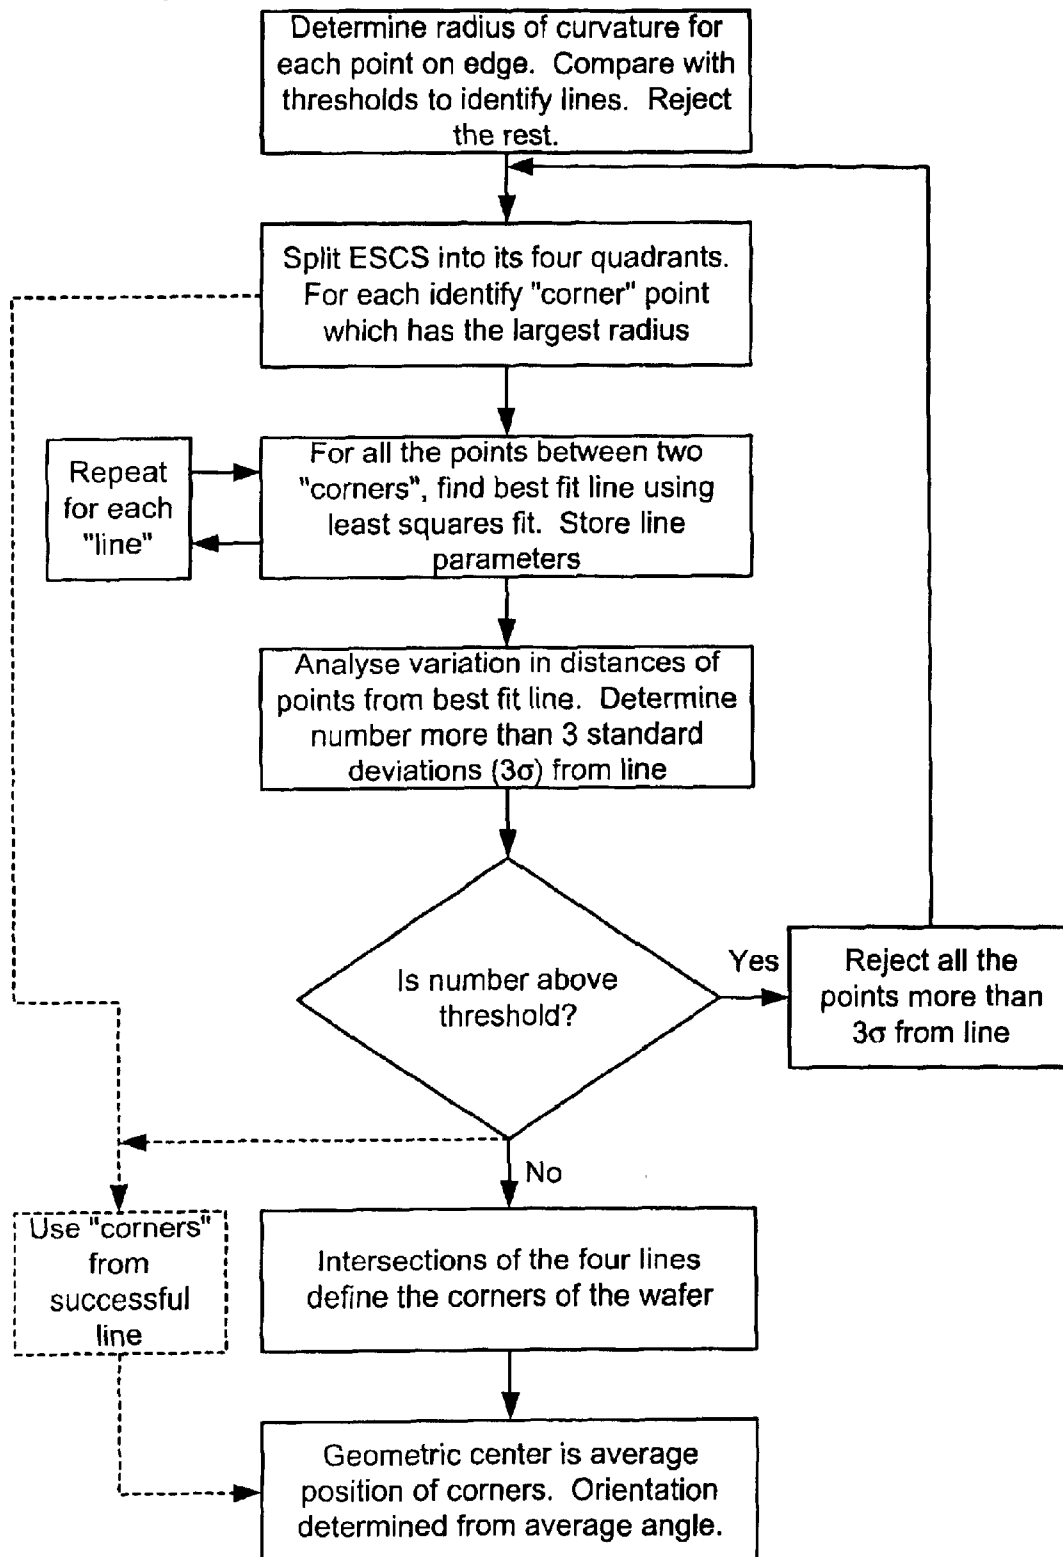 Determine radius of curvature for
each point on edge. Compare with
thresholds to identify lines. Reject
the rest.
Split ESCS into its four quadrants.
For each identify "corner" point
which has the largest radius
Repeat
for each
"line"
For all the points between two
"corners", find best fit line using
least squares fit. Store line
parameters
Analyse variation in distances of
points from best fit line. Determine
number more than 3 standard
deviations (3σ) from line
Is number above
threshold?
Yes
Reject all the
points more than
3σ from line
No
Use "corners"
from
successful
line
Intersections of the four lines
define the corners of the wafer
Geometric center is average
position of corners. Orientation
determined from average angle.